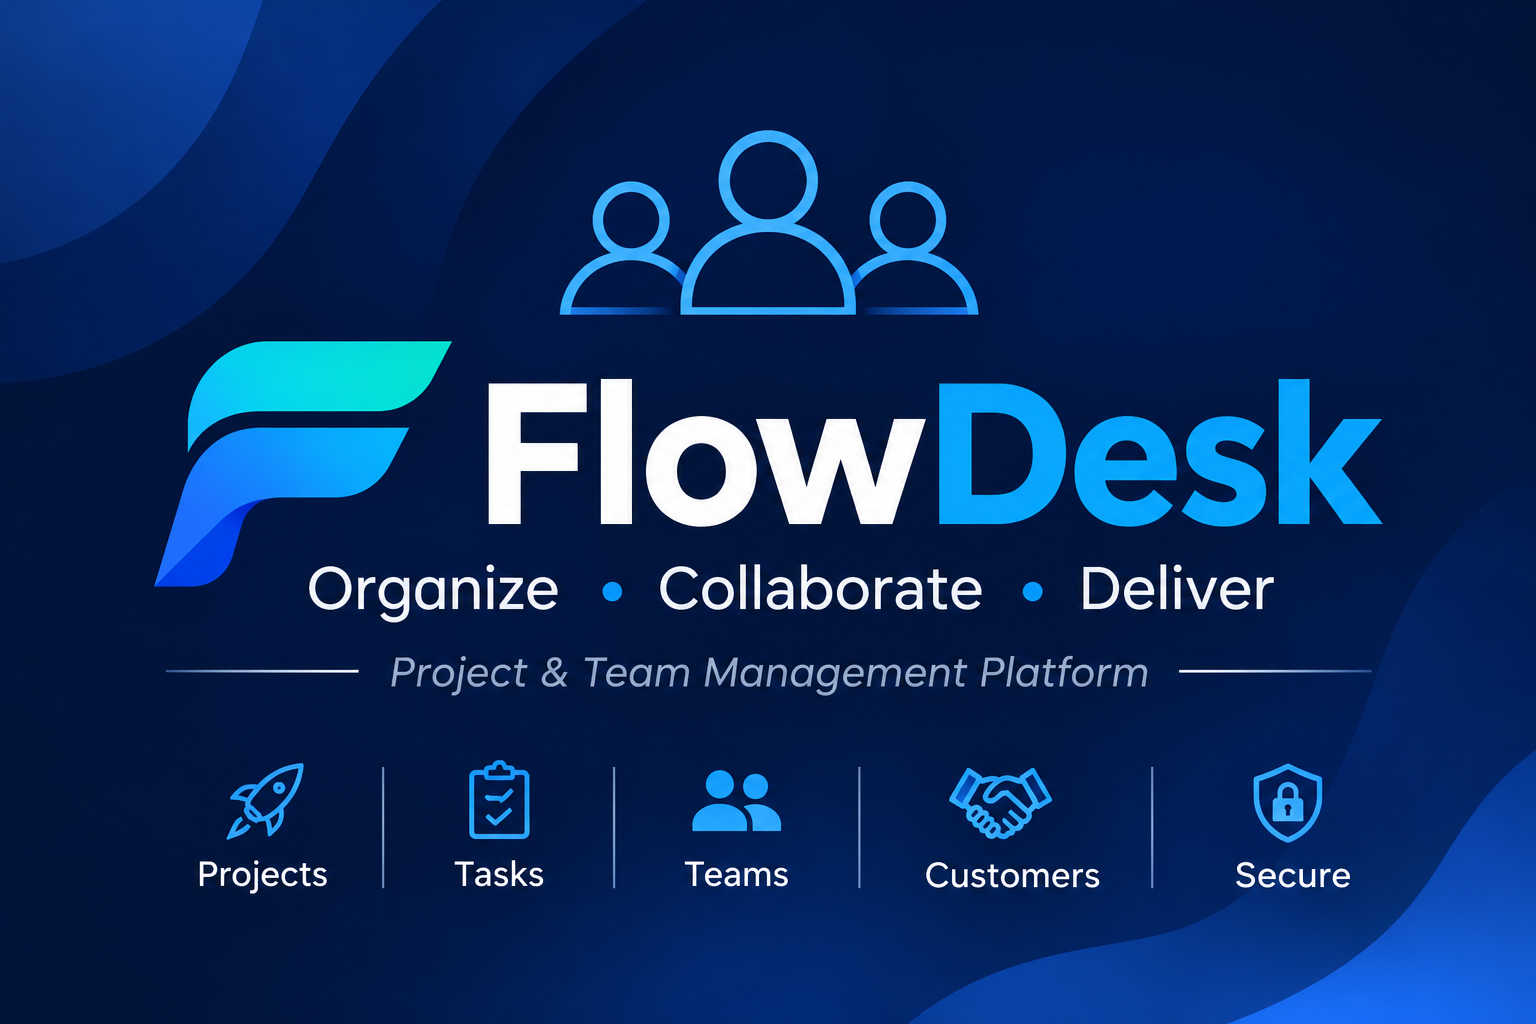 FlowDesk
Organize • Collaborate • Deliver
Project & Team Management Platform
Projects
Tasks
Teams
Customers
Secure